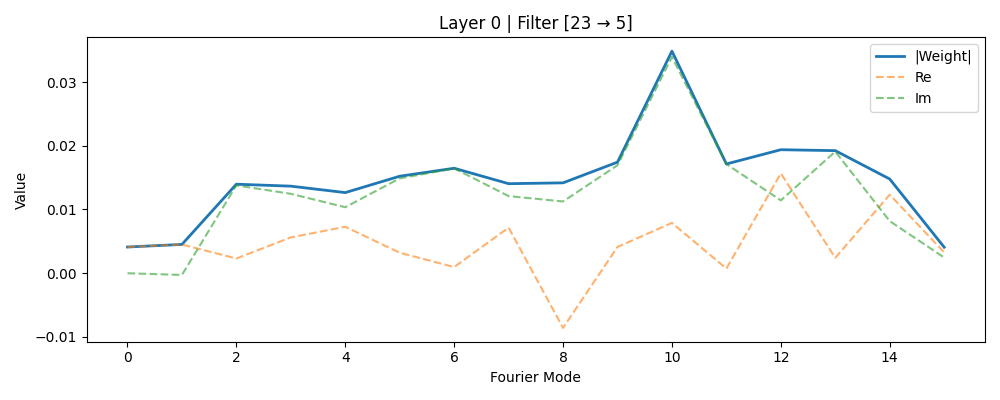 Layer 0 | Filter [23 → 5]
|Weight|
Re
Im
Value
0.03
0.02
0.01
0.00
−0.01
0 2 4 6 8 10 12 14
Fourier Mode